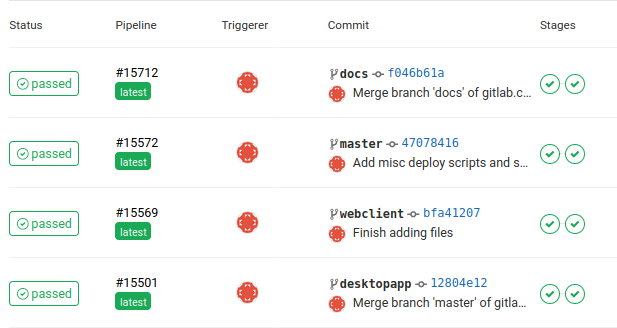 Status Pipeline Triggerer Commit Stages
passed #15712 latest docs f046b61a
Merge branch 'docs' of gitlab.c...
passed #15572 latest master 47078416
Add misc deploy scripts and s...
passed #15569 latest webclient bfa41207
Finish adding files
passed #15501 latest desktopapp 12804e12
Merge branch 'master' of gitla...